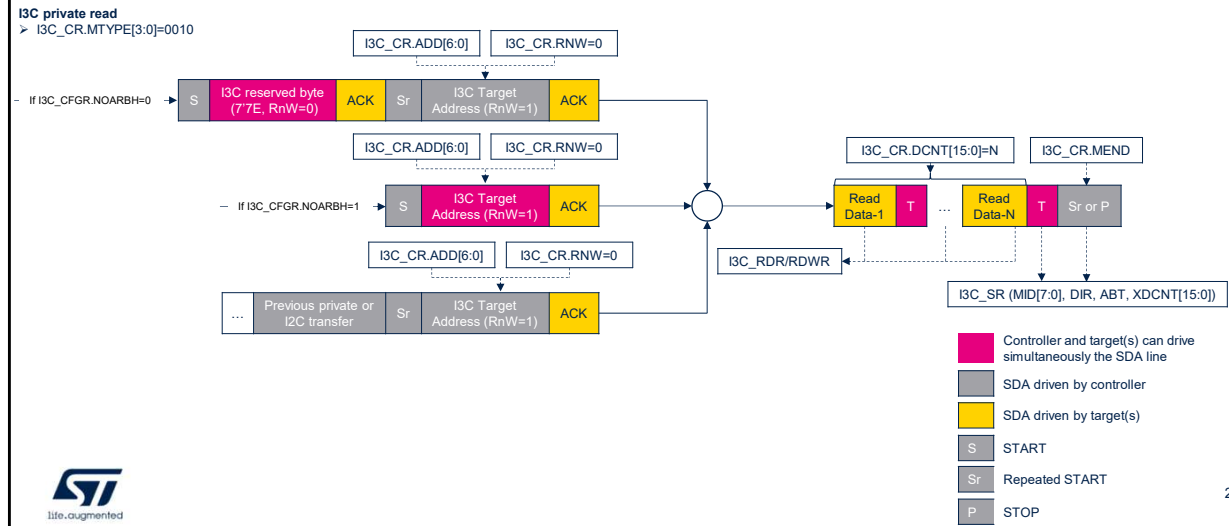 I3C private read
➢ I3C_CR.MTYPE[3:0]=0010
I3C_CR.ADD[6:0]
I3C_CR.RNW=0
If I3C_CFGR.NOARBH=0
S
I3C reserved byte
(7'7E, RnW=0)
ACK
Sr
I3C Target
Address (RnW=1)
ACK
I3C_CR.ADD[6:0]
I3C_CR.RNW=0
If I3C_CFGR.NOARBH=1
S
I3C Target
Address (RnW=1)
ACK
I3C_CR.ADD[6:0]
I3C_CR.RNW=0
...
Previous private or
I2C transfer
Sr
I3C Target
Address (RnW=1)
ACK
I3C_CR.DCNT[15:0]=N
I3C_CR.MEND
Read
Data-1
T
...
Read
Data-N
T
Sr or P
I3C_RDR/RDWR
I3C_SR (MID[7:0], DIR, ABT, XDCNT[15:0])
Controller and target(s) can drive
simultaneously the SDA line
SDA driven by controller
SDA driven by target(s)
S
START
Sr
Repeated START
P
STOP
ST
life.augmented
2